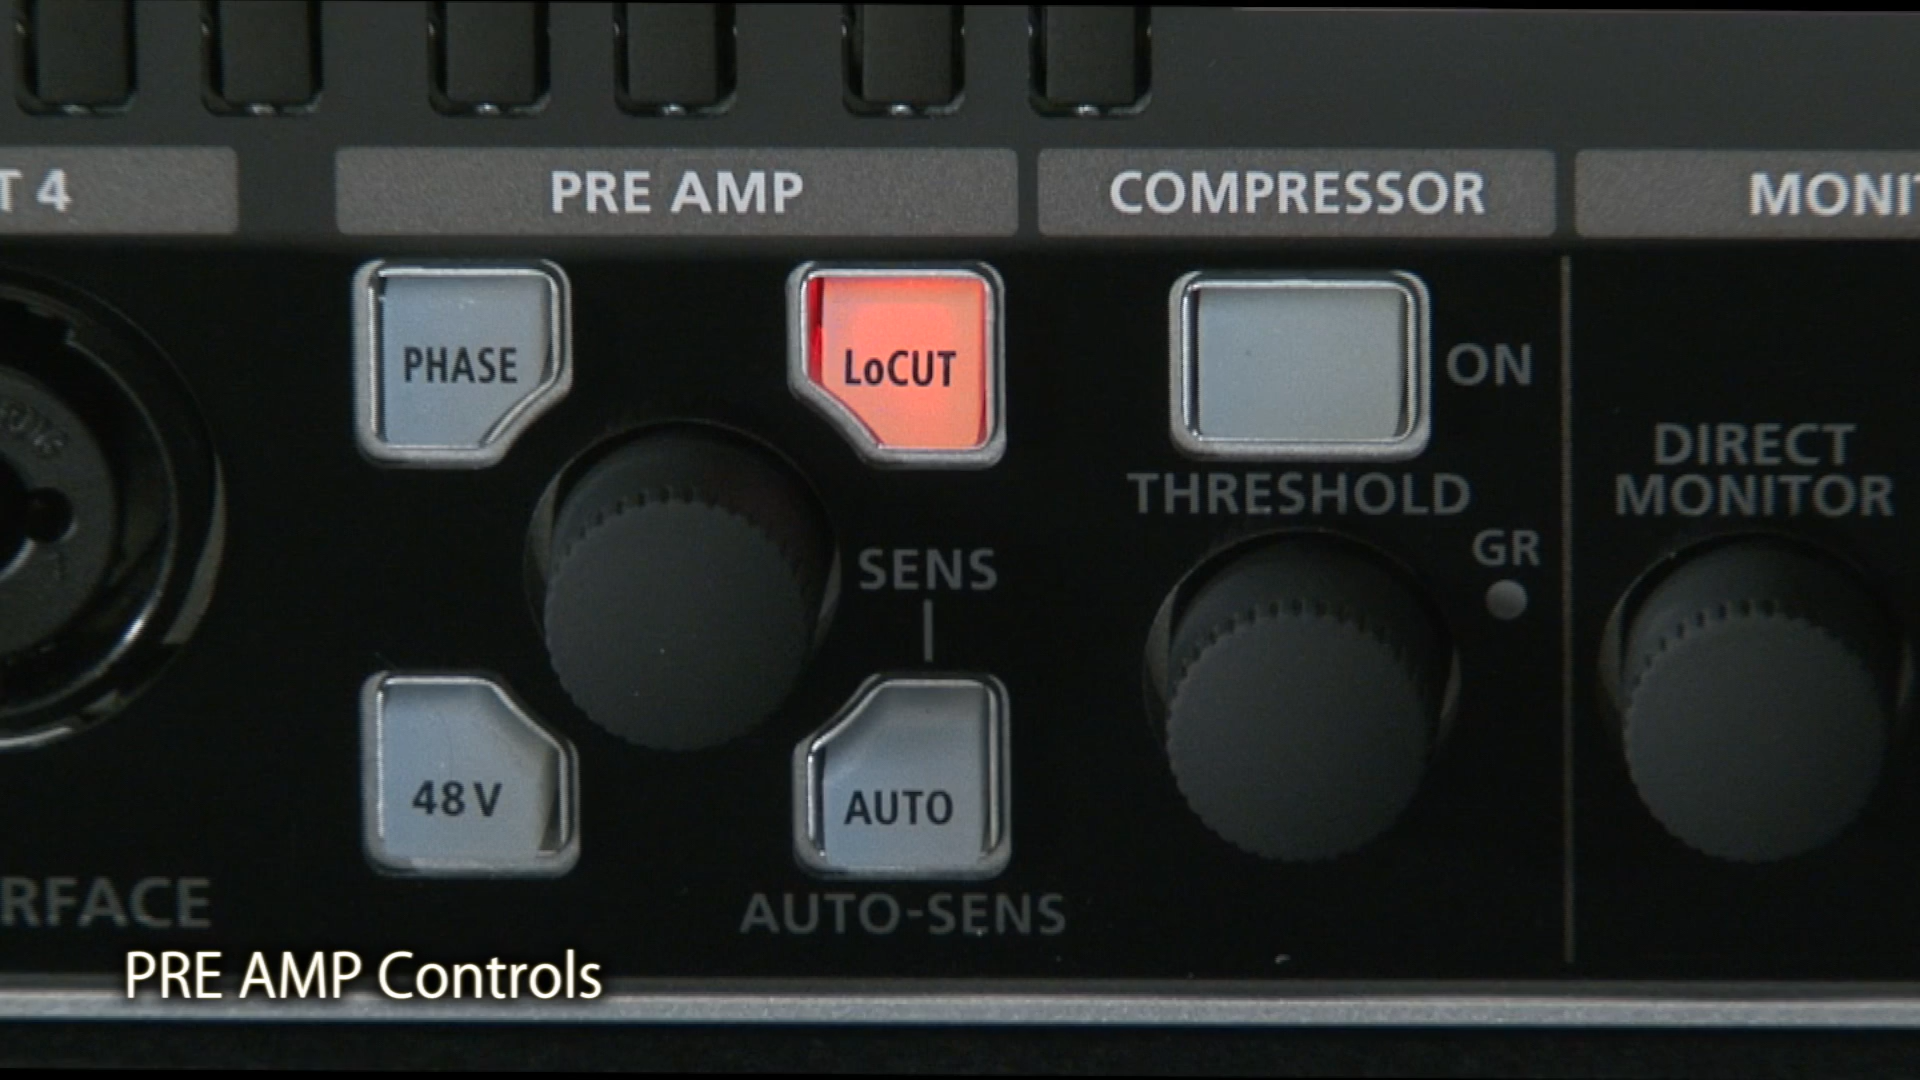 T 4
PRE AMP
COMPRESSOR
MONIT
PHASE
LoCUT
ON
DIRECT
MONITOR
THRESHOLD
GR
SENS
48V
AUTO
RFACE
AUTO-SENS
PRE AMP Controls